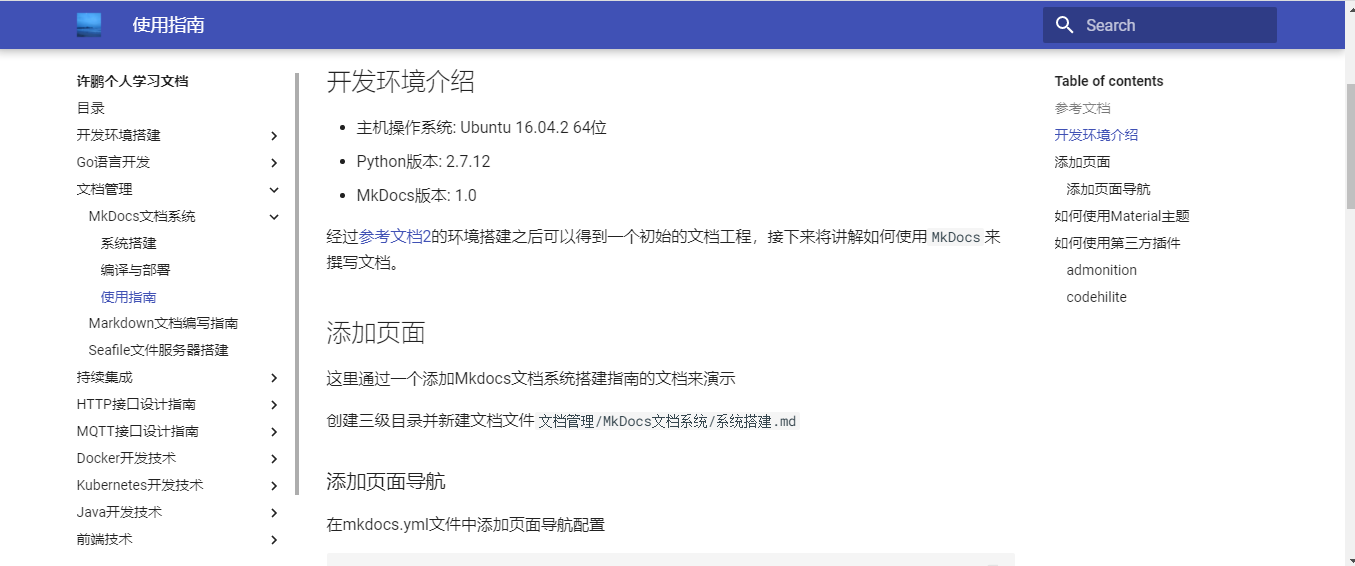 使用指南
Search
许鹏个人学习文档
目录
开发环境搭建
Go语言开发
文档管理
MkDocs文档系统
系统搭建
编译与部署
使用指南
Markdown文档编写指南
Seafile文件服务器搭建
持续集成
HTTP接口设计指南
MQTT接口设计指南
Docker开发技术
Kubernetes开发技术
Java开发技术
前端技术
开发环境介绍
主机操作系统: Ubuntu 16.04.2 64位
Python版本: 2.7.12
MkDocs版本: 1.0
经过参考文档2的环境搭建之后可以得到一个初始的文档工程，接下来将讲解如何使用 MkDocs 来
撰写文档。
添加页面
这里通过一个添加Mkdocs文档系统搭建指南的文档来演示
创建三级目录并新建文档文件 文档管理/MkDocs文档系统/系统搭建.md
添加页面导航
在mkdocs.yml文件中添加页面导航配置
Table of contents
参考文档
开发环境介绍
添加页面
添加页面导航
如何使用Material主题
如何使用第三方插件
admonition
codehilite